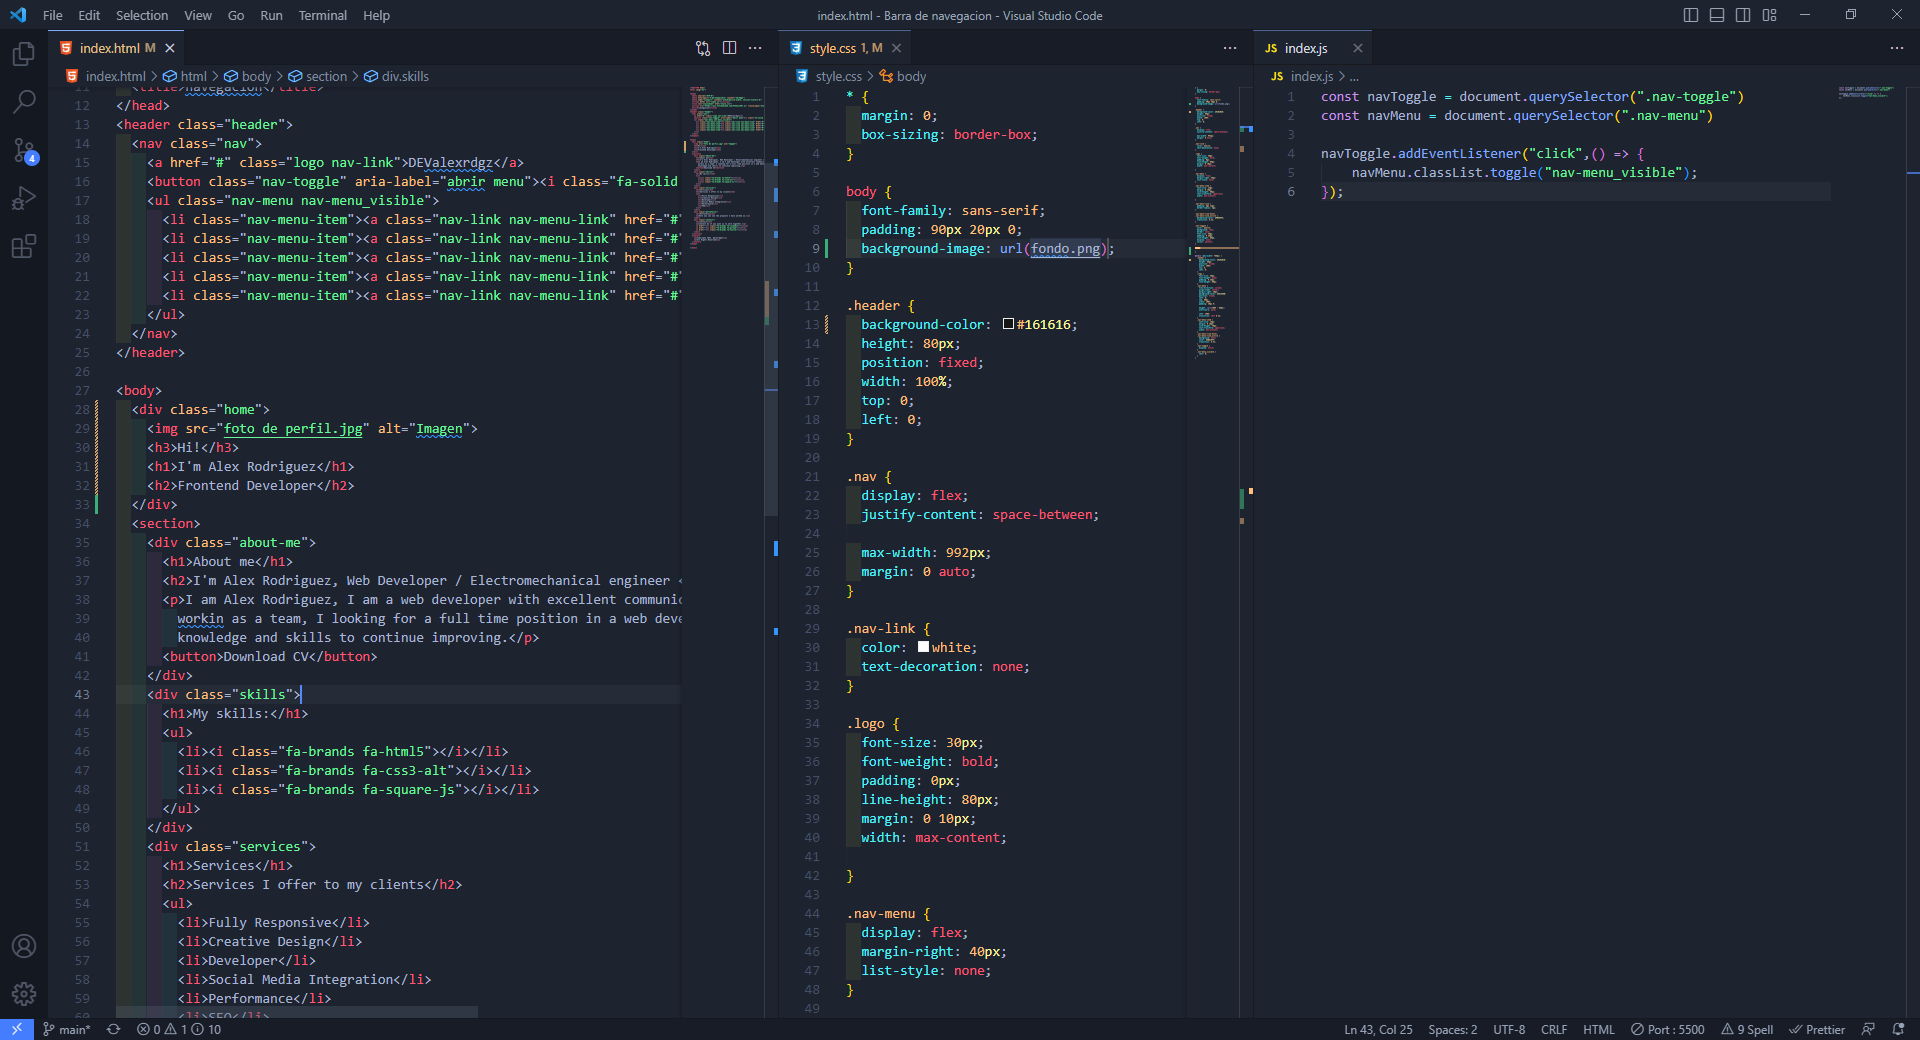 File Edit Selection View Go Run Terminal Help
index.html - Barra de navegacion - Visual Studio Code
index.html M
index.html > html > body > section > div.skills
11 <title>navegacion</title>
12 </head>
13 <header class="header">
14 <nav class="nav">
15 <a href="#" class="logo nav-link">DEValexrdgz</a>
16 <button class="nav-toggle" aria-label="abrir menu"><i class="fa-solid
17 <ul class="nav-menu nav-menu_visible">
18 <li class="nav-menu-item"><a class="nav-link nav-menu-link" href="#"
19 <li class="nav-menu-item"><a class="nav-link nav-menu-link" href="#"
20 <li class="nav-menu-item"><a class="nav-link nav-menu-link" href="#"
21 <li class="nav-menu-item"><a class="nav-link nav-menu-link" href="#"
22 <li class="nav-menu-item"><a class="nav-link nav-menu-link" href="#"
23 </ul>
24 </nav>
25 </header>
26
27 <body>
28 <div class="home">
29 <img src="foto de perfil.jpg" alt="Imagen">
30 <h3>Hi!</h3>
31 <h1>I'm Alex Rodriguez</h1>
32 <h2>Frontend Developer</h2>
33 </div>
34 <section>
35 <div class="about-me">
36 <h1>About me</h1>
37 <h2>I'm Alex Rodriguez, Web Developer / Electromechanical engineer <
38 <p>I am Alex Rodriguez, I am a web developer with excellent communic
39 workin as a team, I looking for a full time position in a web deve
40 knowledge and skills to continue improving.</p>
41 <button>Download CV</button>
42 </div>
43 <div class="skills">
44 <h1>My skills:</h1>
45 <ul>
46 <li><i class="fa-brands fa-html5"></i></li>
47 <li><i class="fa-brands fa-css3-alt"></i></li>
48 <li><i class="fa-brands fa-square-js"></i></li>
49 </ul>
50 </div>
51 <div class="services">
52 <h1>Services</h1>
53 <h2>Services I offer to my clients</h2>
54 <ul>
55 <li>Fully Responsive</li>
56 <li>Creative Design</li>
57 <li>Developer</li>
58 <li>Social Media Integration</li>
59 <li>Performance</li>
60 <li>SEO</li>
style.css 1, M
style.css > body
1 * {
2 margin: 0;
3 box-sizing: border-box;
4 }
5
6 body {
7 font-family: sans-serif;
8 padding: 90px 20px 0;
9 background-image: url(fondo.png);
10 }
11
12 .header {
13 background-color: #161616;
14 height: 80px;
15 position: fixed;
16 width: 100%;
17 top: 0;
18 left: 0;
19 }
20
21 .nav {
22 display: flex;
23 justify-content: space-between;
24
25 max-width: 992px;
26 margin: 0 auto;
27 }
28
29 .nav-link {
30 color: white;
31 text-decoration: none;
32 }
33
34 .logo {
35 font-size: 30px;
36 font-weight: bold;
37 padding: 0px;
38 line-height: 80px;
39 margin: 0 10px;
40 width: max-content;
41
42 }
43
44 .nav-menu {
45 display: flex;
46 margin-right: 40px;
47 list-style: none;
48 }
49
JS index.js
JS index.js > ...
1 const navToggle = document.querySelector(".nav-toggle")
2 const navMenu = document.querySelector(".nav-menu")
3
4 navToggle.addEventListener("click",() => {
5 navMenu.classList.toggle("nav-menu_visible");
6 });
4
main* 0 1 10
Ln 43, Col 25 Spaces: 2 UTF-8 CRLF HTML Port : 5500 9 Spell Prettier